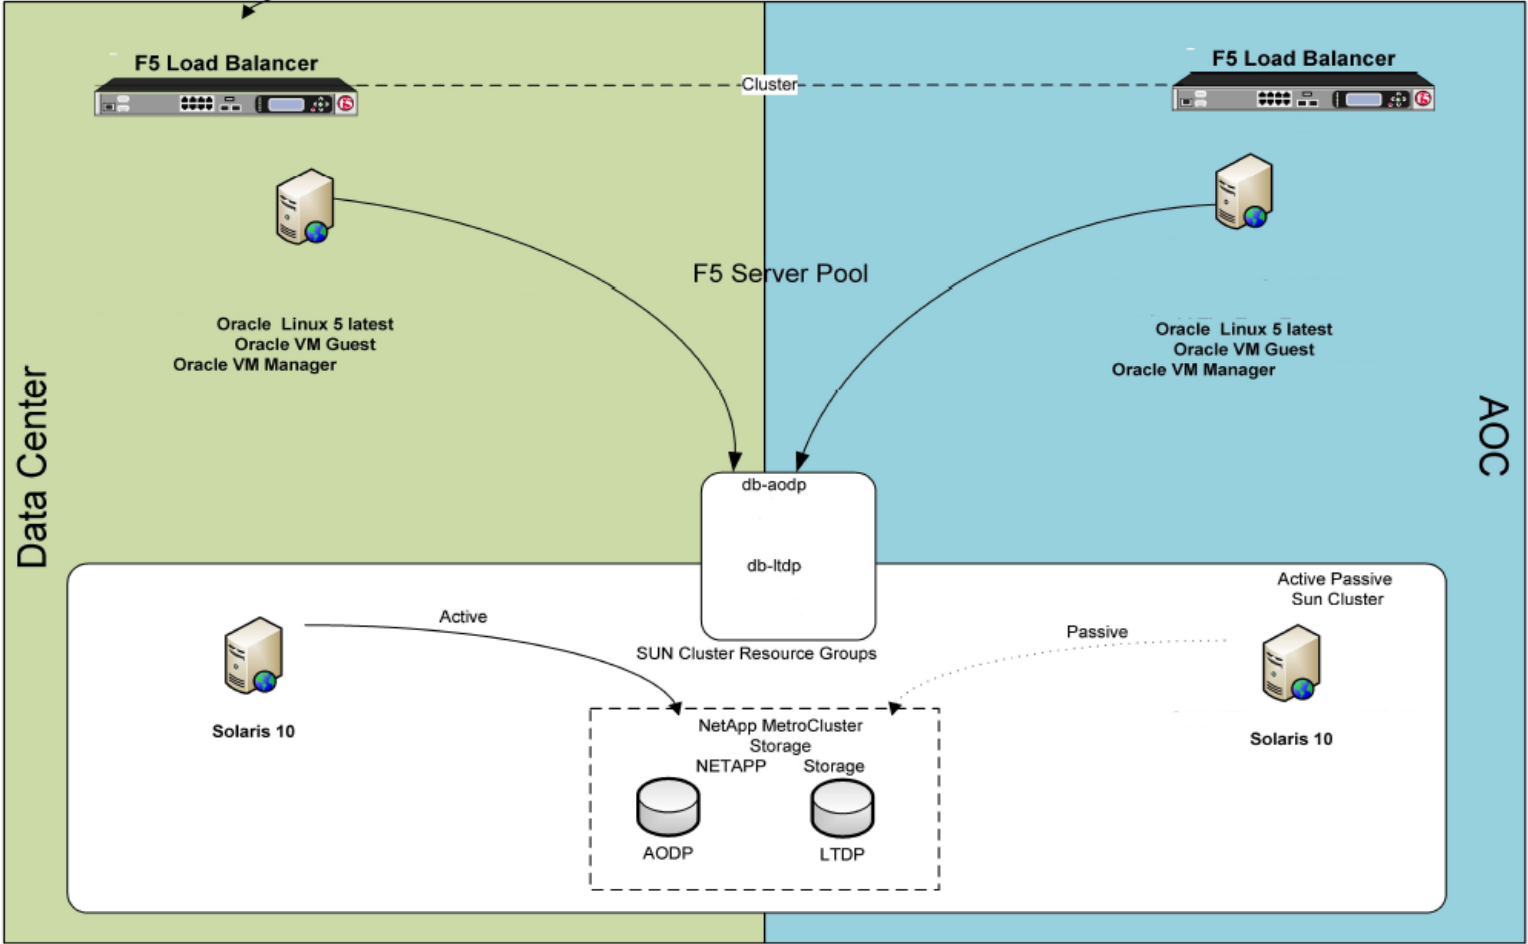 F5 Load Balancer
F5 Load Balancer
Cluster
F5 Server Pool
Oracle Linux 5 latest
Oracle VM Guest
Oracle VM Manager
Oracle Linux 5 latest
Oracle VM Guest
Oracle VM Manager
Data Center
AOC
db-aodp
db-ltdp
Active Passive
Sun Cluster
Active
Passive
SUN Cluster Resource Groups
Solaris 10
Solaris 10
NetApp MetroCluster
Storage
NETAPP Storage
AODP
LTDP